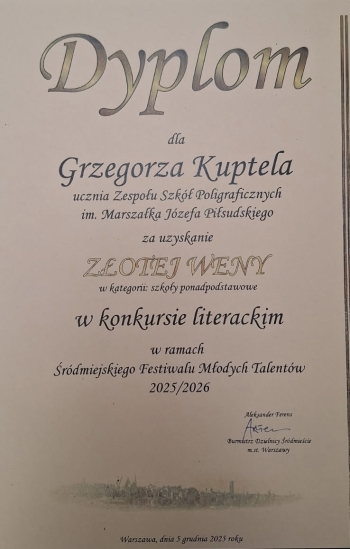 Dyplom
dla
Grzegorza Kuptela
ucznia Zespołu Szkół Poligraficznych
im. Marszałka Józefa Piłsudskiego
za uzyskanie
ZŁOTEJ WENY
w kategorii: szkoły ponadpodstawowe
w konkursie literackim
w ramach
Śródmiejskiego Festiwalu Młodych Talentów
2025/2026
Aleksander Ferens
Burmistrz Dzielnicy Śródmieście
m.st. Warszawy
Warszawa, dnia 5 grudnia 2025 roku